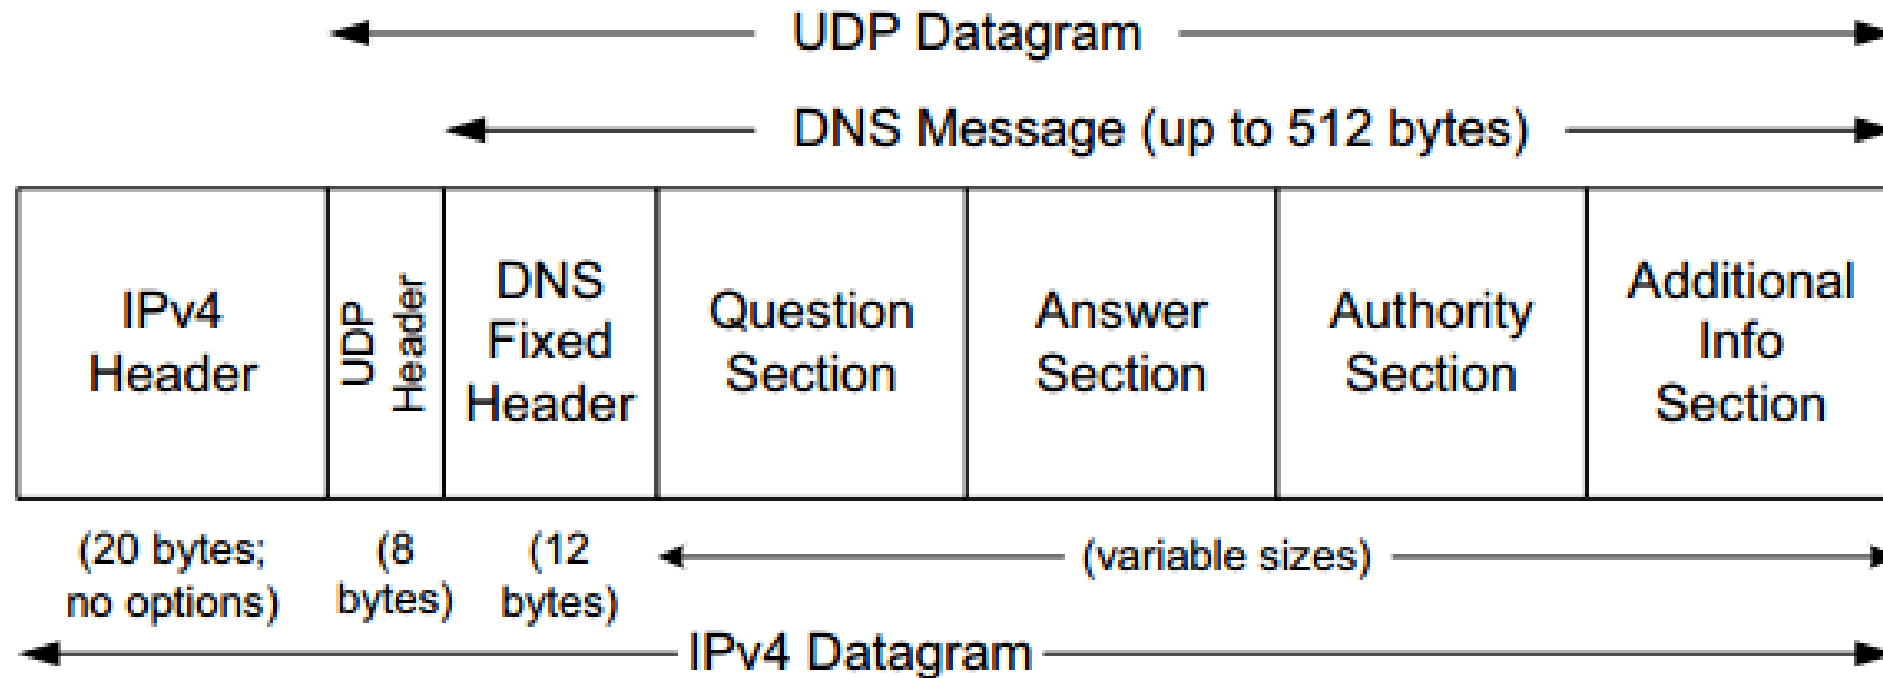 UDP Datagram
DNS Message (up to 512 bytes)
IPv4
Header
UDP
Header
DNS
Fixed
Header
Question
Section
Answer
Section
Authority
Section
Additional
Info
Section
(20 bytes;
no options)
(8
bytes)
(12
bytes)
(variable sizes)
IPv4 Datagram